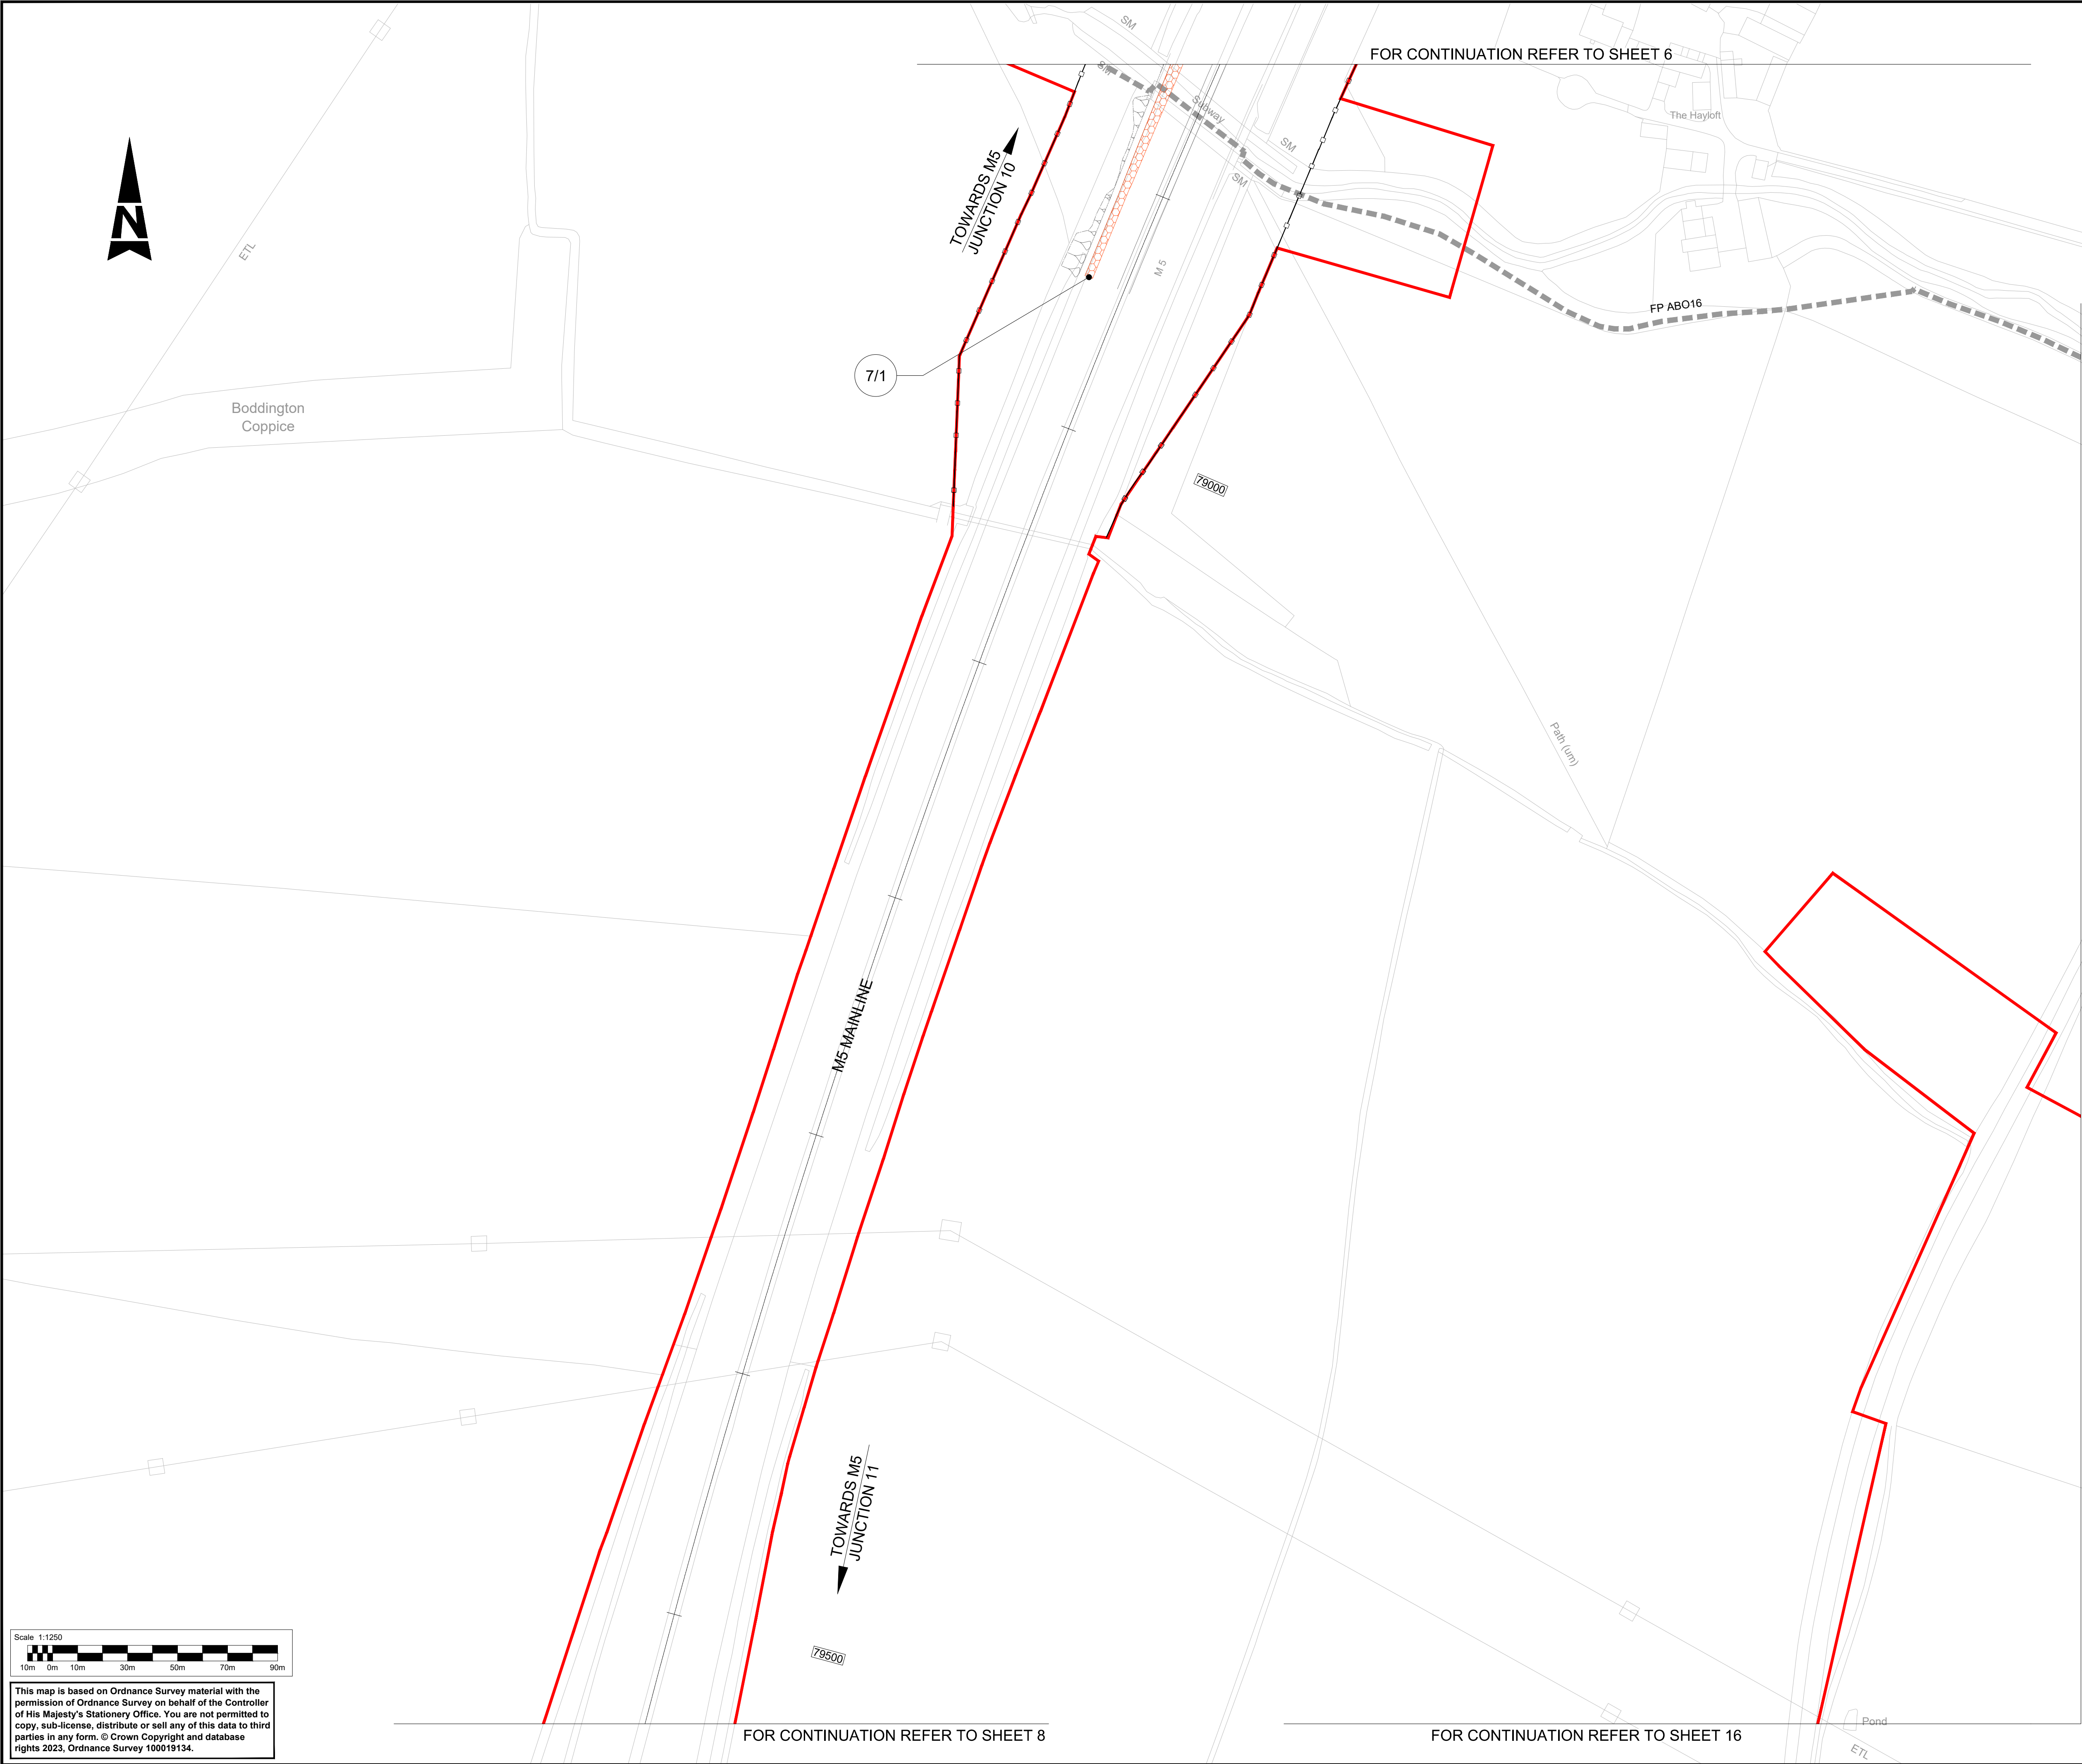 SM
FOR CONTINUATION REFER TO SHEET 6
SM
Subway
The Hayloft
SM
SM
TOWARDS M5
JUNCTION 10
N
ETL
M 5
FP ABO16
7/1
Boddington
Coppice
79000
Path (um)
M5 MAINLINE
TOWARDS M5
JUNCTION 11
79500
Scale 1:1250
10m 0m 10m 30m 50m 70m 90m
This map is based on Ordnance Survey material with the
permission of Ordnance Survey on behalf of the Controller
of His Majesty's Stationery Office. You are not permitted to
copy, sub-license, distribute or sell any of this data to third
parties in any form. © Crown Copyright and database
rights 2023, Ordnance Survey 100019134.
FOR CONTINUATION REFER TO SHEET 8
FOR CONTINUATION REFER TO SHEET 16
Pond
ETL